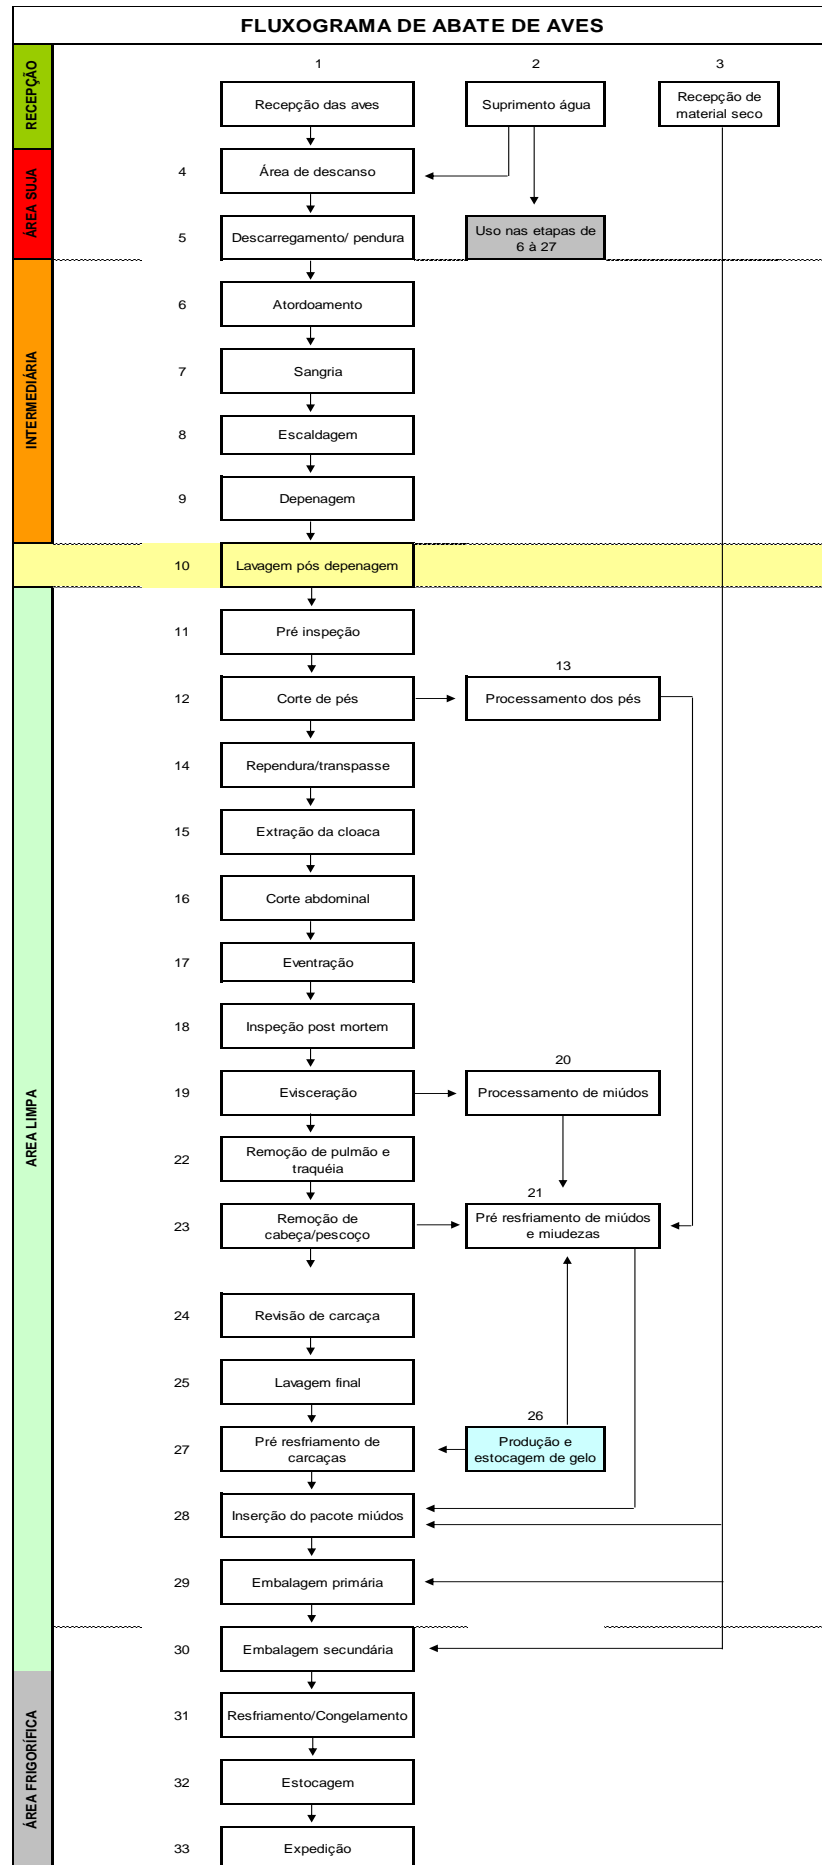 FLUXOGRAMA DE ABATE DE AVES
RECEPÇÃO
1
2
3
Recepção das aves
Suprimento água
Recepção de
material seco
ÁREA SUJA
4
Área de descanso
5
Descarregamento/ pendura
Uso nas etapas de
6 à 27
INTERMEDIÁRIA
6
Atordoamento
7
Sangria
8
Escaldagem
9
Depenagem
10
Lavagem pós depenagem
AREA LIMPA
11
Pré inspeção
12
Corte de pés
13
Processamento dos pés
14
Rependura/transpasse
15
Extração da cloaca
16
Corte abdominal
17
Eventração
18
Inspeção post mortem
19
Evisceração
20
Processamento de miúdos
22
Remoção de pulmão e
traquéia
21
23
Remoção de
cabeça/pescoço
Pré resfriamento de miúdos
e miudezas
24
Revisão de carcaça
25
Lavagem final
26
27
Pré resfriamento de
carcaças
Produção e
estocagem de gelo
28
Inserção do pacote miúdos
29
Embalagem primária
30
Embalagem secundária
ÁREA FRIGORÍFICA
31
Resfriamento/Congelamento
32
Estocagem
33
Expedição